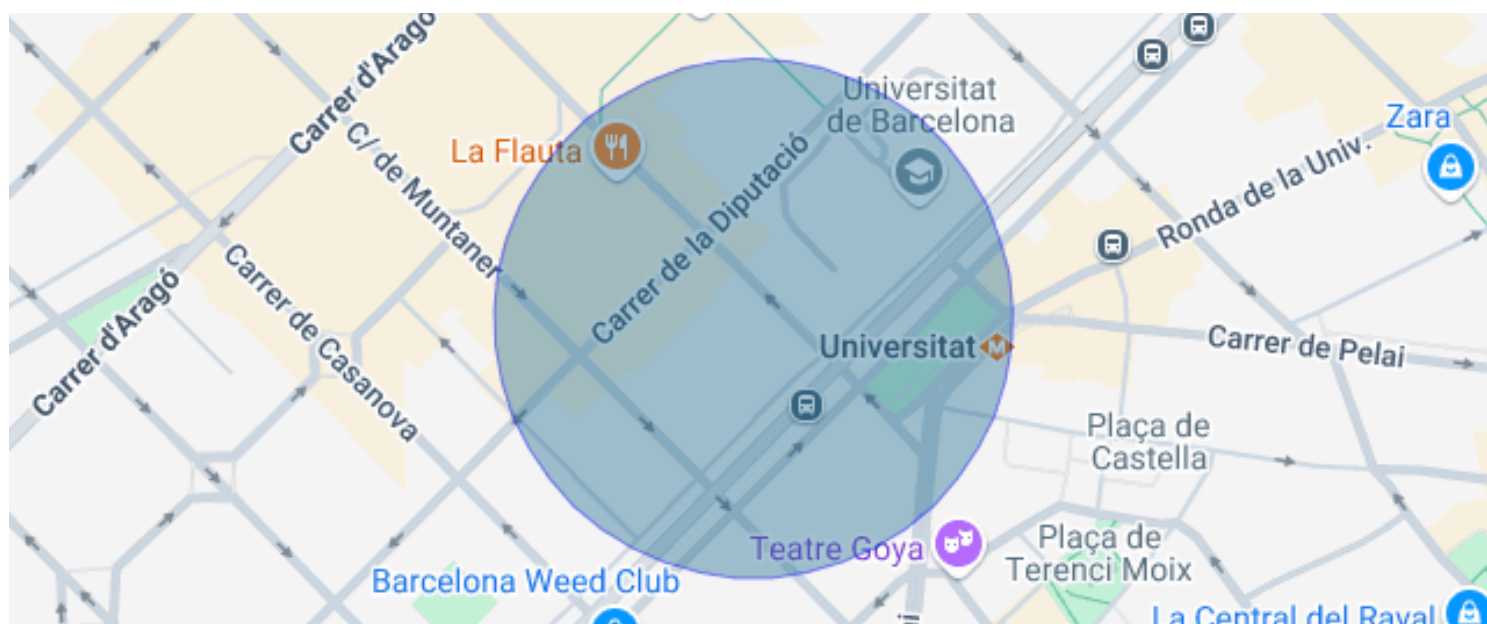 Carrer d'Aragó
C/ de Muntaner
La Flauta
Universitat
de Barcelona
Zara
Carrer de la Diputació
Ronda de la Univ.
Carrer d'Aragó
Carrer de Casanova
Universitat
M
Carrer de Pelai
Plaça de
Castella
Teatre Goya
Plaça de
Terenci Moix
Barcelona Weed Club
La Central del Raval